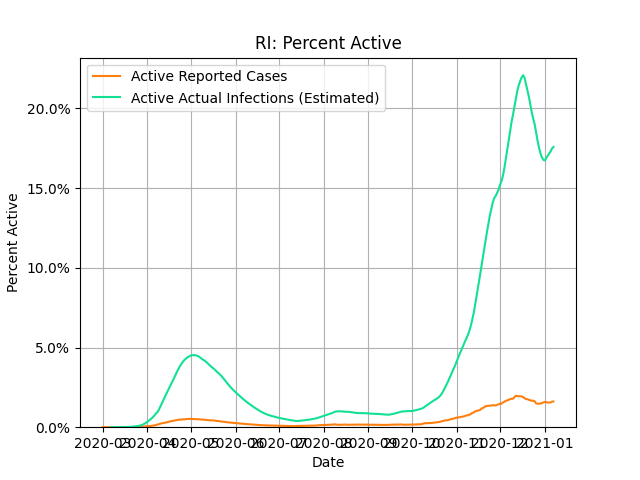 RI: Percent Active
Active Reported Cases
Active Actual Infections (Estimated)
20.0%
15.0%
10.0%
5.0%
0.0%
Percent Active
2020-03 2020-04 2020-05 2020-06 2020-07 2020-08 2020-09 2020-10 2020-11 2020-12 2021-01
Date